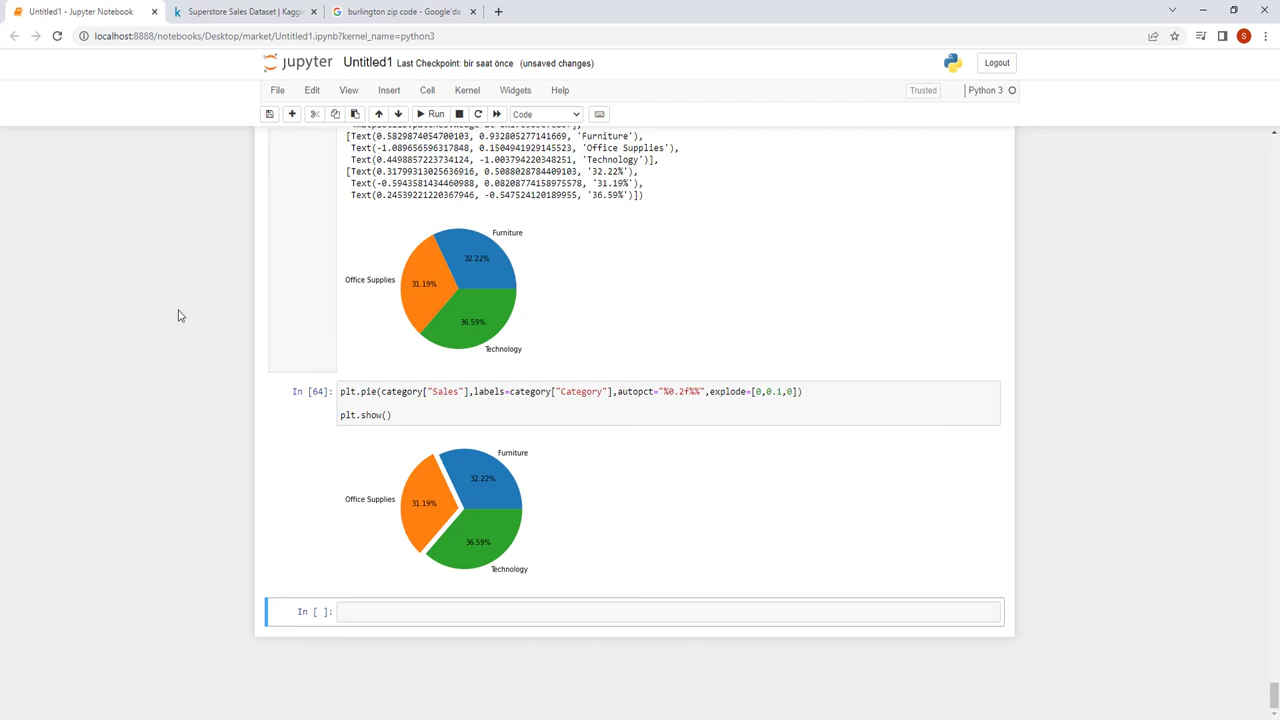 Untitled1 - Jupyter Notebook
Superstore Sales Dataset | Kaggl
burlington zip code - Google'da
localhost:8888/notebooks/Desktop/market/Untitled1.ipynb?kernel_name=python3
S
jupyter Untitled1 Last Checkpoint: bir saat önce (unsaved changes)
Logout
File Edit View Insert Cell Kernel Widgets Help
Trusted Python 3
Run Code
[Text(0.5829874054700103, 0.932805277141669, 'Furniture'),
Text(-1.089656596317848, 0.1504941929145523, 'Office Supplies'),
Text(0.4498857223734124, -1.003794220348251, 'Technology')],
[Text(0.31799313025636916, 0.5088028784409103, '32.22%'),
Text(-0.5943581434460988, 0.08208774158975578, '31.19%'),
Text(0.24539221220367946, -0.547524120189955, '36.59%')])
Furniture
32.22%
Office Supplies
31.19%
36.59%
Technology
In [64]: plt.pie(category["Sales"],labels=category["Category"],autopct="%0.2f%%",explode=[0,0.1,0])
plt.show()
Furniture
32.22%
Office Supplies
31.19%
36.59%
Technology
In [ ]: